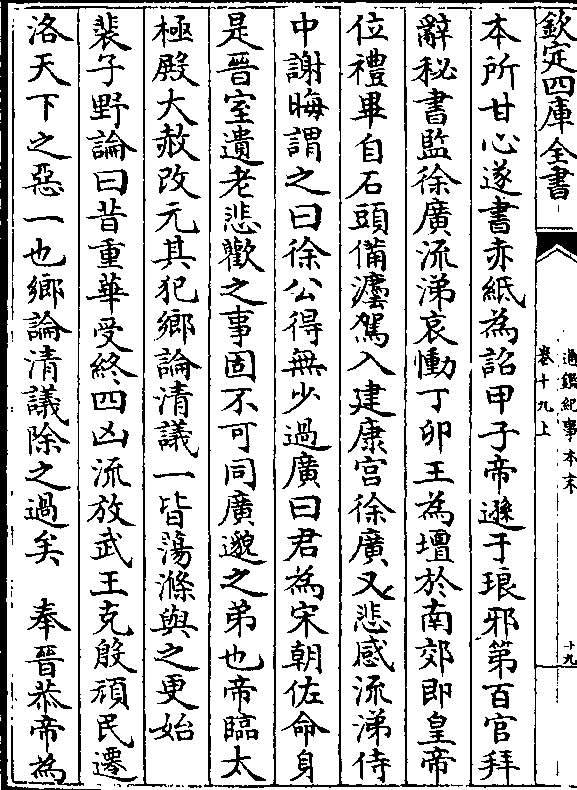 欽定四庫全書
通鑑紀事本末
卷十九上
十九
本所甘心遂書赤紙為詔甲子帝遜于琅邪第百官拜
辭秘書監徐廣流涕哀慟丁卯王為壇於南郊即皇帝
位禮畢自石頭備灋駕入建康宮徐廣又悲感流涕侍
中謝晦謂之曰徐公得無少過廣曰君為宋朝佐命身
是晉室遺老悲歡之事固不可同廣邈之弟也帝臨太
極殿大赦改元其犯鄉論清議一皆蕩滌與之更始
裴子野論曰昔重華受終四凶流放武王克殷頑民遷
洛天下之惡一也鄉論清議除之過矣　奉晉恭帝為